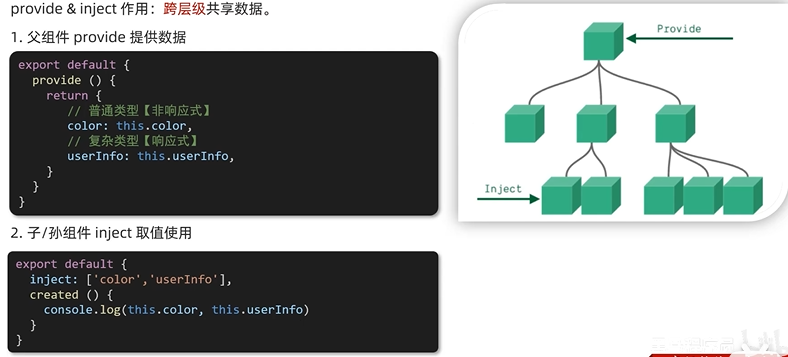 provide & inject 作用：跨层级共享数据。
1. 父组件 provide 提供数据
export default {
  provide () {
    return {
      // 普通类型【非响应式】
      color: this.color,
      // 复杂类型【响应式】
      userInfo: this.userInfo,
    }
  }
}
2. 子/孙组件 inject 取值使用
export default {
  inject: ['color','userInfo'],
  created () {
    console.log(this.color, this.userInfo)
  }
}
Provide
Inject